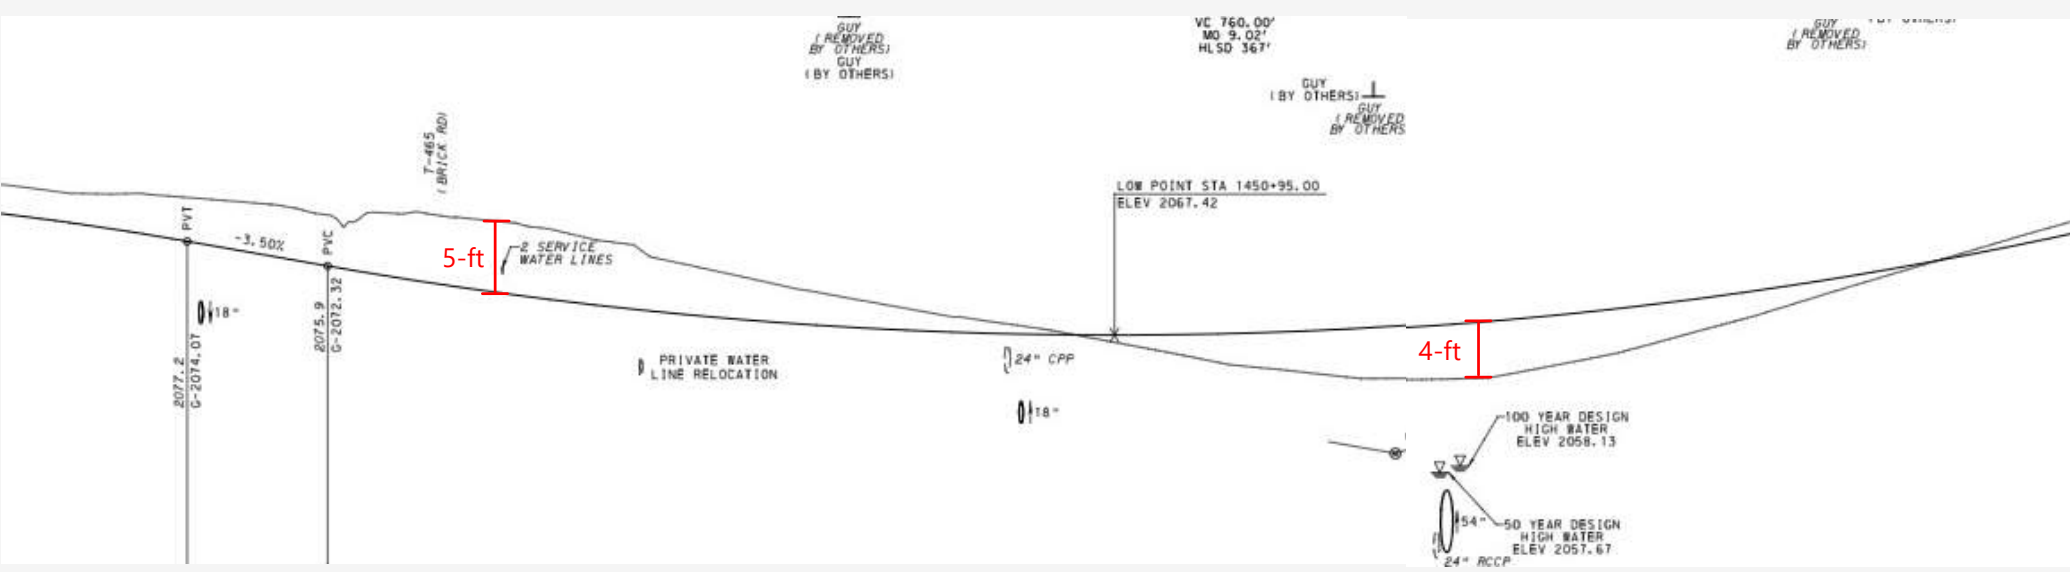 GUY
(REMOVED
BY OTHERS)
GUY
(BY OTHERS)
VC 760.00'
MO 9.02'
HLSD 367'
GUY
(BY OTHERS)
GUY
(REMOVED
BY OTHERS
GUY
(REMOVED
BY OTHERS)
(BY OTHERS)
T-465
(BRICK RD)
LOW POINT STA 1450+95.00
ELEV 2067.42
PVT
-3.50%
PVC
5-ft
2 SERVICE
WATER LINES
18"
2077.2
G-2074.07
2075.9
G-2072.32
PRIVATE WATER
LINE RELOCATION
24" CPP
18"
4-ft
100 YEAR DESIGN
HIGH WATER
ELEV 2058.13
54"
50 YEAR DESIGN
HIGH WATER
ELEV 2057.67
24" RCCP